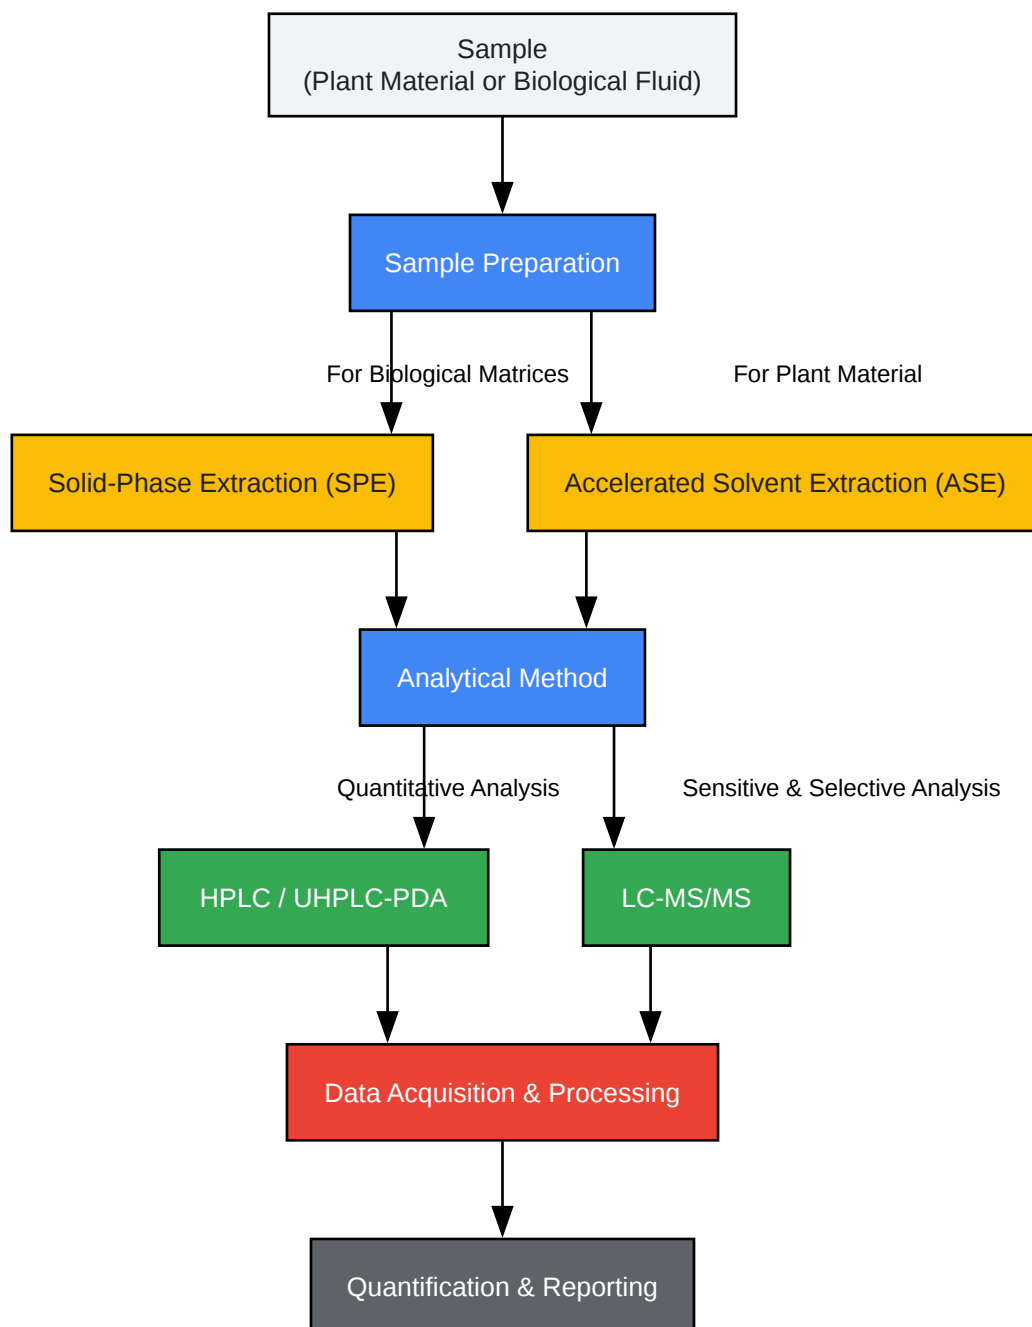 Sample
(Plant Material or Biological Fluid)
Sample Preparation
For Biological Matrices
For Plant Material
Solid-Phase Extraction (SPE)
Accelerated Solvent Extraction (ASE)
Analytical Method
Quantitative Analysis
Sensitive & Selective Analysis
HPLC / UHPLC-PDA
LC-MS/MS
Data Acquisition & Processing
Quantification & Reporting